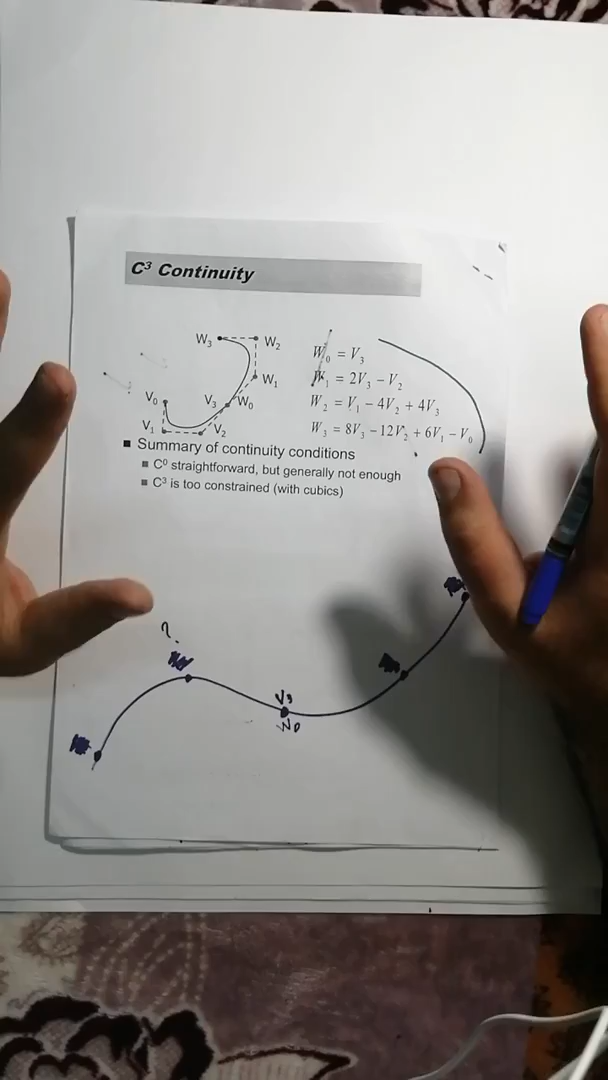 C³ Continuity
W₃
W₂
W₁
V₀
V₃
W₀
V₁
V₂
W₀ = V₃
W₁ = 2V₃ − V₂
W₂ = V₁ − 4V₂ + 4V₃
W₃ = 8V₃ − 12V₂ + 6V₁ − V₀
■ Summary of continuity conditions
■ C⁰ straightforward, but generally not enough
■ C³ is too constrained (with cubics)
?
V₃
W₀